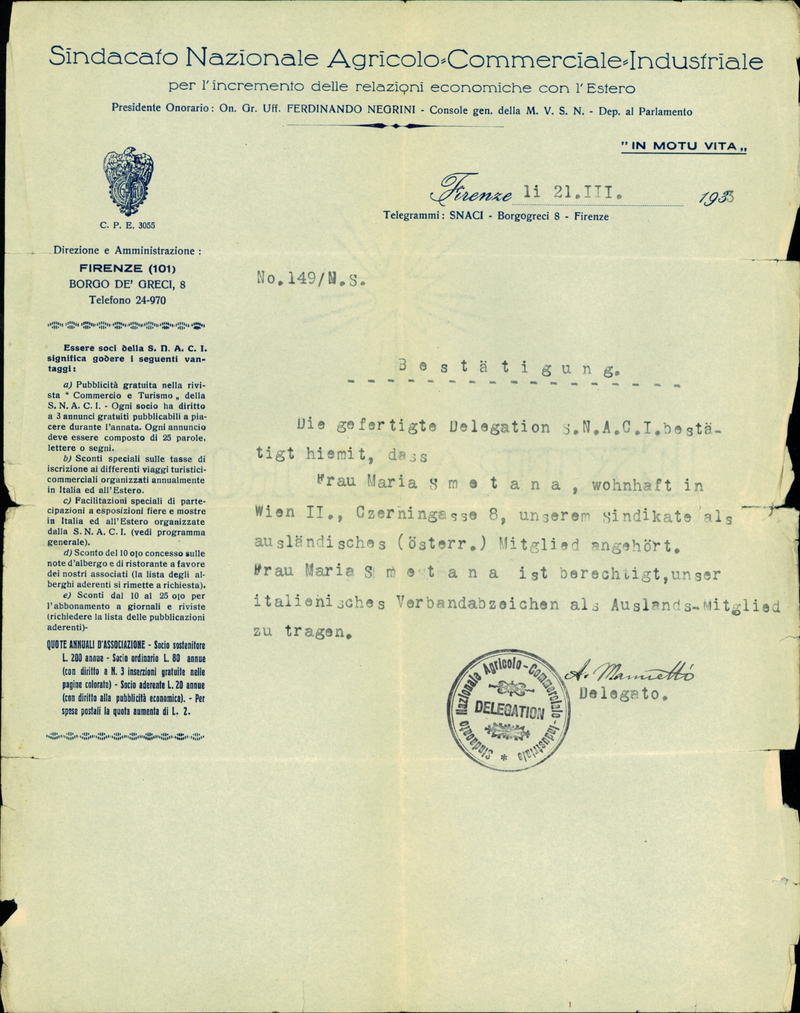 Sindacato Nazionale Agricolo-Commerciale-Industriale
per l'incremento delle relazioni economiche con l'Estero
Presidente Onorario: On. Gr. Uff. FERDINANDO NEGRINI - Console gen. della M. V. S. N. - Dep. al Parlamento
"IN MOTU VITA„
C. P. E. 3055
Direzione e Amministrazione :
FIRENZE (101)
BORGO DE' GRECI, 8
Telefono 24-970
Essere soci della S. N. A. C. I.
significa godere i seguenti van-
taggi:
a) Pubblicità gratuita nella rivi-
sta " Commercio e Turismo „ della
S. N. A. C. I. - Ogni socio ha diritto
a 3 annunci gratuiti pubblicabili a pia-
cere durante l'annata. Ogni annuncio
deve essere composto di 25 parole,
lettere o segni.
b) Sconti speciali sulle tasse di
iscrizione ai differenti viaggi turistici-
commerciali organizzati annualmente
in Italia ed all'Estero.
c) Facilitazioni speciali di parte-
cipazioni a esposizioni fiere e mostre
in Italia ed all'Estero organizzate
dalla S. N. A. C. I. (vedi programma
generale).
d) Sconto del 10 o|o concesso sulle
note d'albergo e di ristorante a favore
dei nostri associati (la lista degli al-
berghi aderenti si rimette a richiesta).
e) Sconti dal 10 al 25 o|o per
l'abbonamento a giornali e riviste
(richiedere la lista delle pubblicazioni
aderenti)-
QUOTE ANNUALI D'ASSOCIAZIONE - Socio sostenitore
L. 200 annue - Socio ordinario L. 80 annue
(con diritto a N. 3 inserzioni gratuite nelle
pagine colorate) - Socio aderente L. 20 annue
(con diritto alla pubblicità economica). - Per
spese postali la quota aumenta di L. 2.
Firenze li 21.III. 1933
Telegrammi: SNACI - Borgogreci 8 - Firenze
No.149/N.S.
Bestätigung.
Die gefertigte Delegation S.N.A.C.I.bestä-
tigt hiemit, dass
Frau Maria Smetana, wohnhaft in
Wien II., Czerningasse 8, unserem Sindikate als
ausländisches (österr.) Mitglied angehört.
Frau Maria Smetana ist berechtigt,unser
italienisches Verbandabzeichen als Auslands-Mitglied
zu tragen.
Sindacato Nazionale Agricolo-Commerciale-Industriale *
DELEGATION
Delegato.